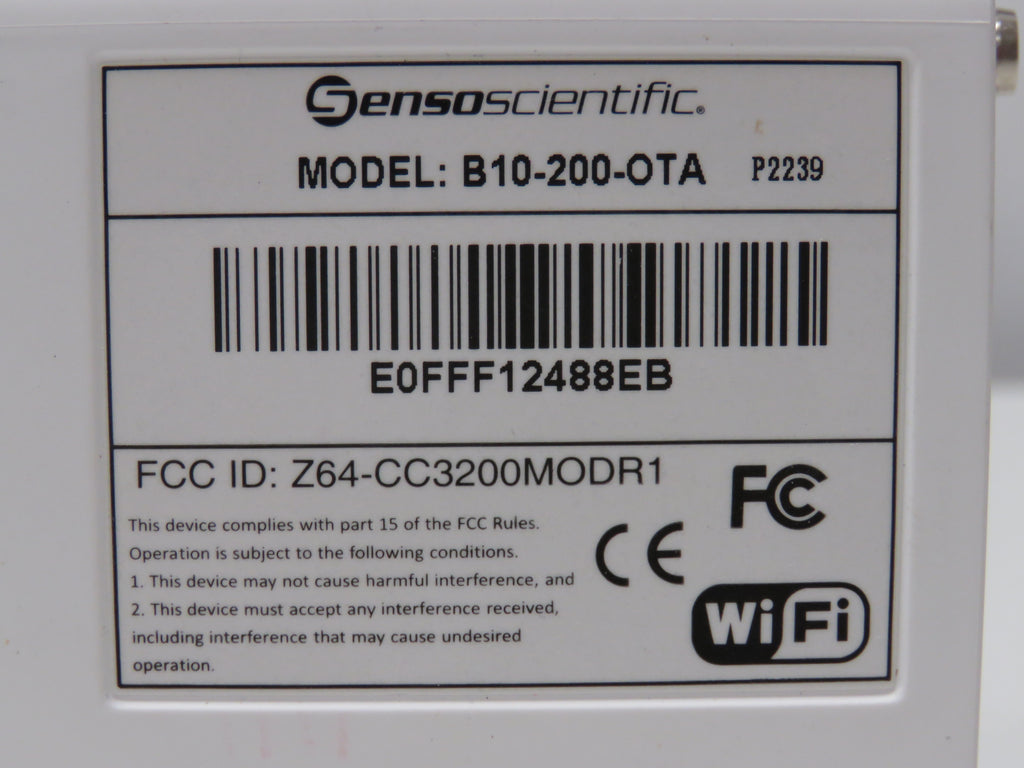 Sensoscientific®
MODEL: B10-200-OTA P2239
E0FFF12488EB
FCC ID: Z64-CC3200MODR1
FC
This device complies with part 15 of the FCC Rules.
Operation is subject to the following conditions.
CE
1. This device may not cause harmful interference, and
2. This device must accept any interference received,
WiFi
including interference that may cause undesired
operation.